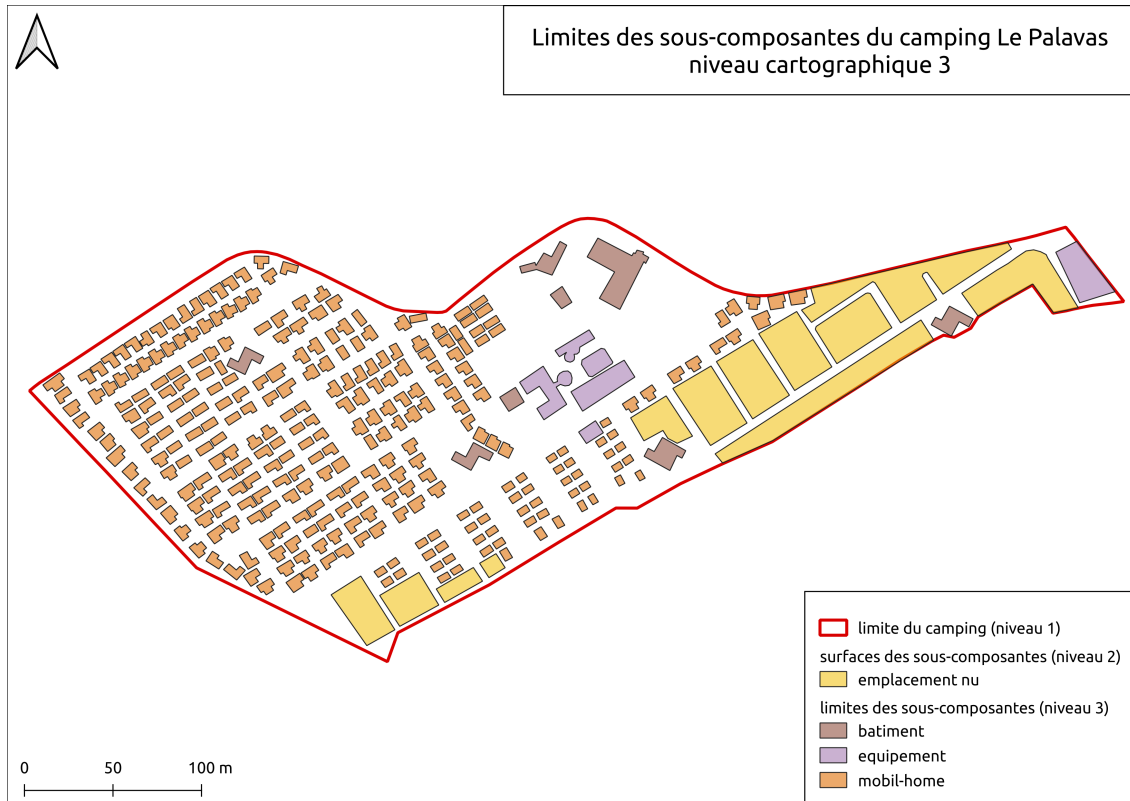 Limites des sous-composantes du camping Le Palavas
niveau cartographique 3
limite du camping (niveau 1)
surfaces des sous-composantes (niveau 2)
emplacement nu
limites des sous-composantes (niveau 3)
batiment
equipement
mobil-home
0 50 100 m